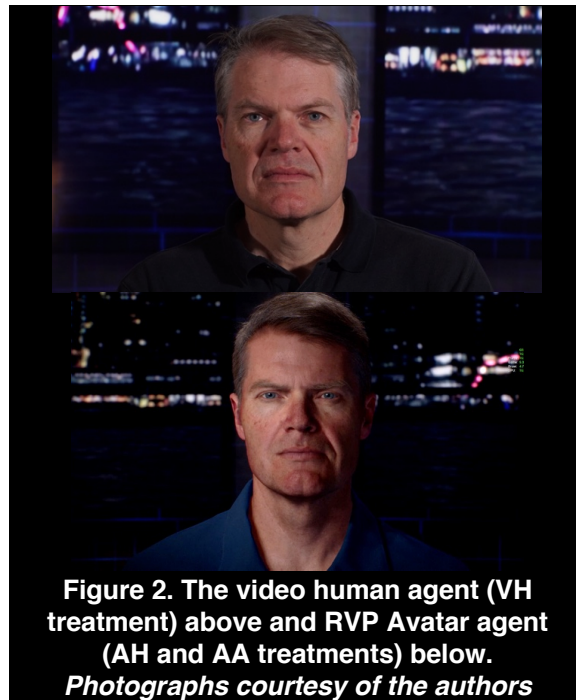 Figure 2. The video human agent (VH
treatment) above and RVP Avatar agent
(AH and AA treatments) below.
Photographs courtesy of the authors